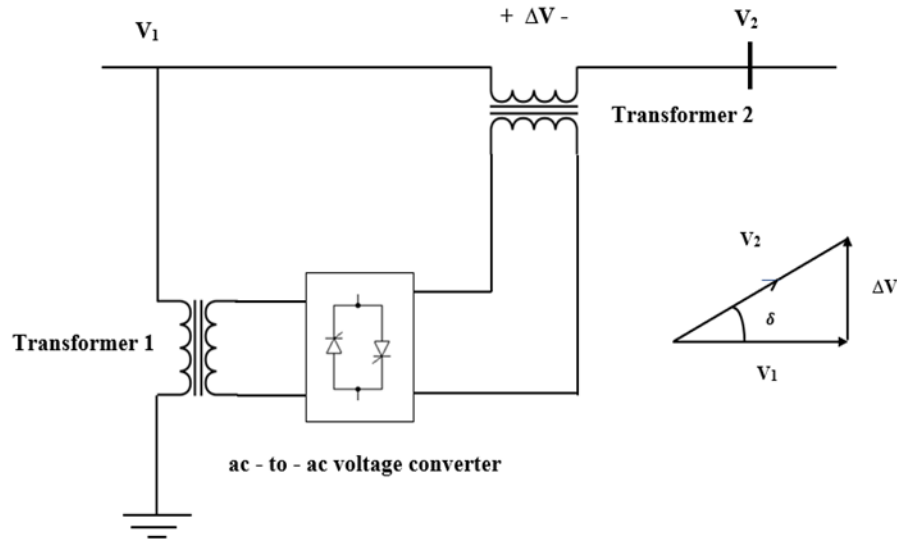 V₁
+ ΔV -
V₂
Transformer 2
Transformer 1
ac - to - ac voltage converter
V₂
ΔV
δ
V₁